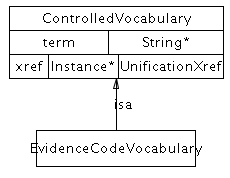 ControlledVocabulary
term String*
xref Instance* UnificationXref
isa
EvidenceCodeVocabulary